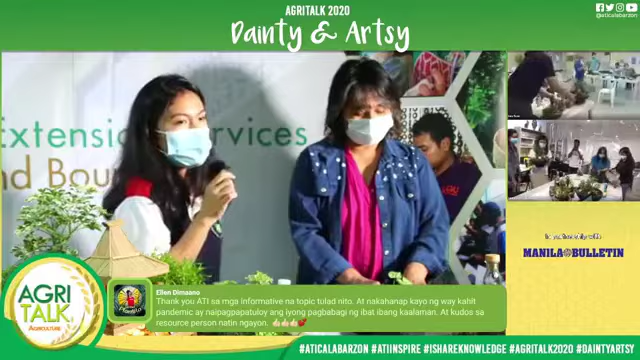 AGRITALK 2020
Dainty & Artsy
@aticalabarzon
Extension Services
nd Bou
Ellen Dimaano
Thank you ATI sa mga Informative na topic tulad nito. At nakahanap kayo ng way kahit
pandemic ay naipagpapatuloy ang iyong pagbabagi ng ibat ibang kaalaman. At kudos sa
resource person natin ngayon.
MANILA BULLETIN
AGRI
TALK
AGRICULTURE
#ATICALABARZON #ATIINSPIRE #ISHAREKNOWLEDGE #AGRITALK2020 #DAINTYARTSY